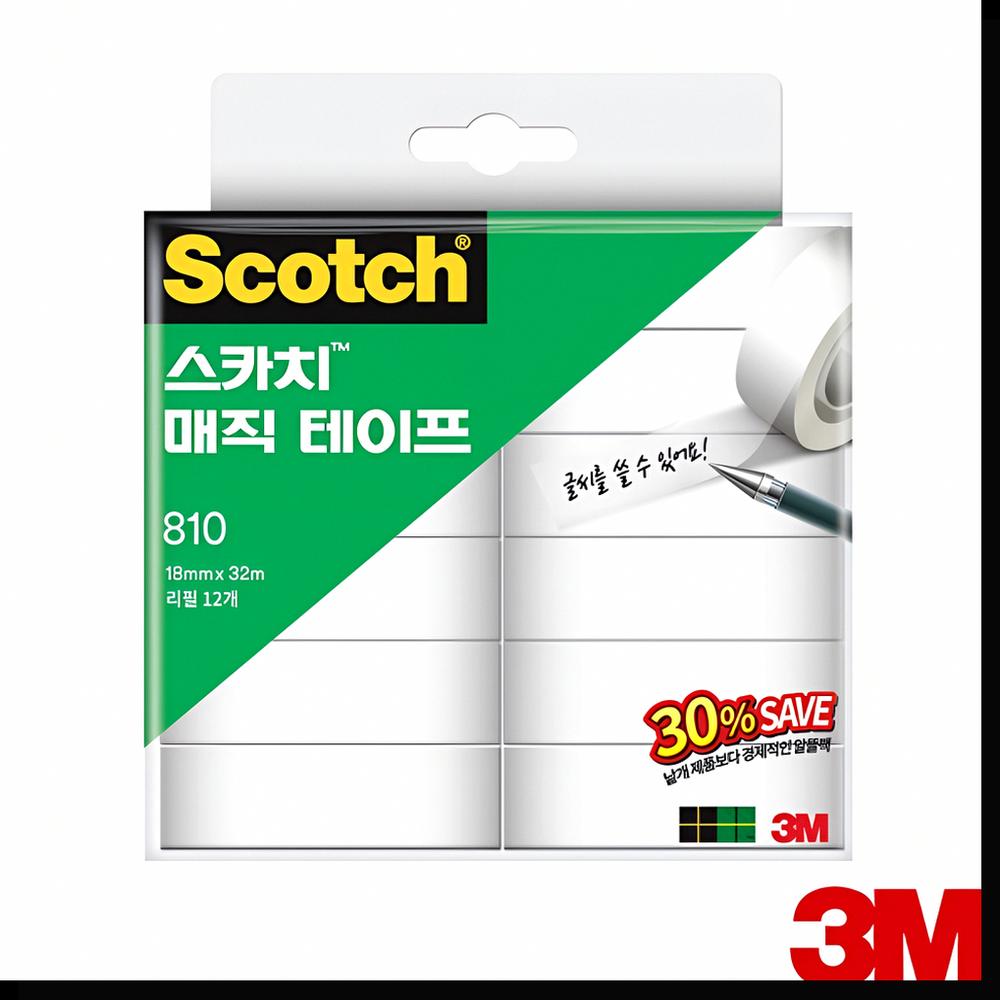 Scotch®
스카치™
매직 테이프
810
18mm x 32m
리필 12개
글씨를 쓸 수 있어요!
30% SAVE
낱개 제품보다 경제적인 알뜰팩
3M
3M